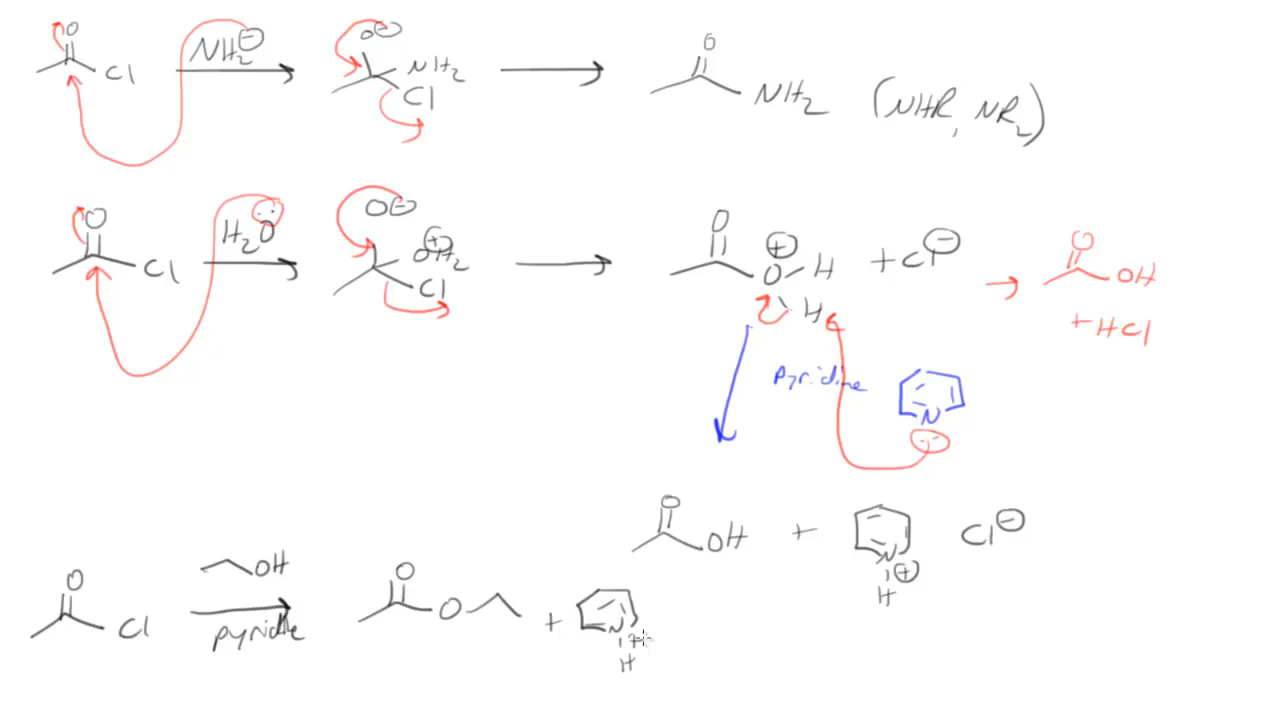 O Cl NH₂⊖ O⊖ NH₂ Cl O NH₂ (NHR, NR₂)
O Cl H₂O O⊖ ⊕OH₂ Cl O ⊕ O H H + Cl⊖ O OH
+ HCl
pyridine N
O OH + N ⊕ H Cl⊖
OH
O Cl pyridine O O + N H +